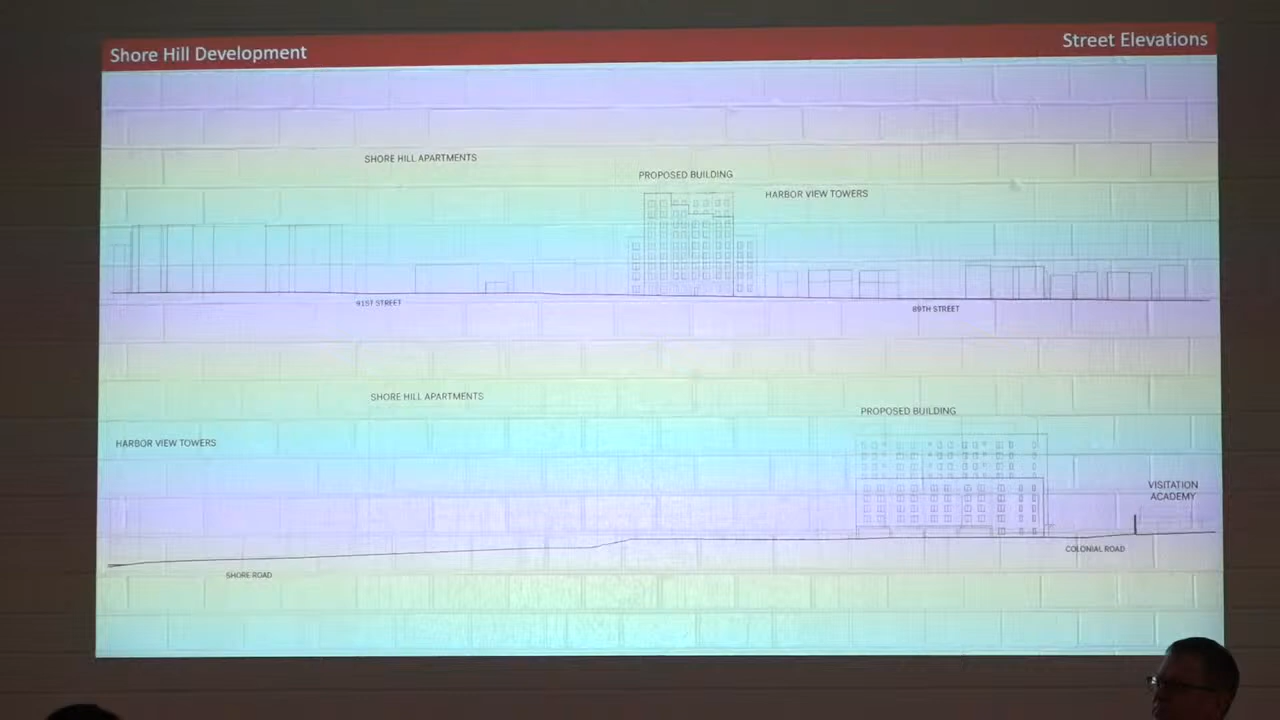 Shore Hill Development
Street Elevations
SHORE HILL APARTMENTS
PROPOSED BUILDING
HARBOR VIEW TOWERS
91ST STREET
89TH STREET
SHORE HILL APARTMENTS
PROPOSED BUILDING
HARBOR VIEW TOWERS
VISITATION
ACADEMY
COLONIAL ROAD
SHORE ROAD